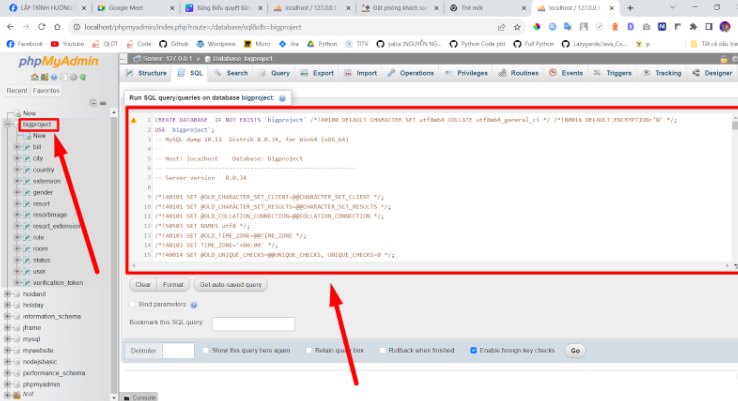 LẬP TRÌNH HƯỚNG
Google Meet
Bảng Biểu quyết Bản
Đặt phòng khách sạn
Thẻ mới
localhost / 127.0.0.1
localhost/phpmyadmin/index.php?route=/database/sql&db=bigproject
Facebook
Youtube
QLDT
Code
Github
Wordpress
Micro
Jira
Python
TITV
yalza (NGUYỄN NG...
Code Python ptit
Full Python
Lazygarde/Java_Co...
p
Tất cả dấu tra
phpMyAdmin
Recent Favorites
New
bigproject
New
bill
city
country
extension
gender
resort
resortimage
resort_extension
role
room
status
user
verification_token
hoidanit
holiday
information_schema
jframe
mysql
mywebsite
nodejsbasic
performance_schema
phpmyadmin
test
Server: 127.0.0.1 » Database: bigproject
Structure SQL Search Query Export Import Operations Privileges Routines Events Triggers Tracking Designer
Run SQL query/queries on database bigproject:
1 CREATE DATABASE IF NOT EXISTS `bigproject` /*!40100 DEFAULT CHARACTER SET utf8mb4 COLLATE utf8mb4_general_ci */ /*!80016 DEFAULT ENCRYPTION='N' */;
2 USE `bigproject`;
3 -- MySQL dump 10.13 Distrib 8.0.34, for Win64 (x86_64)
4 --
5 -- Host: localhost Database: bigproject
6 -- ------------------------------------------------------
7 -- Server version 8.0.34
8
9 /*!40101 SET @OLD_CHARACTER_SET_CLIENT=@@CHARACTER_SET_CLIENT */;
10 /*!40101 SET @OLD_CHARACTER_SET_RESULTS=@@CHARACTER_SET_RESULTS */;
11 /*!40101 SET @OLD_COLLATION_CONNECTION=@@COLLATION_CONNECTION */;
12 /*!50503 SET NAMES utf8 */;
13 /*!40103 SET @OLD_TIME_ZONE=@@TIME_ZONE */;
14 /*!40103 SET TIME_ZONE='+00:00' */;
15 /*!40014 SET @OLD_UNIQUE_CHECKS=@@UNIQUE_CHECKS, UNIQUE_CHECKS=0 */;
Clear Format Get auto-saved query
Bind parameters
Bookmark this SQL query:
Delimiter ; Show this query here again Retain query box Rollback when finished Enable foreign key checks Go
Console